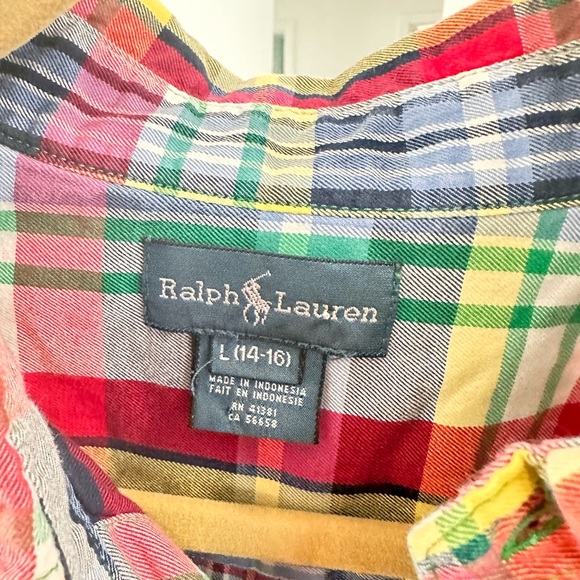 Ralph Lauren
L (14-16)
MADE IN INDONESIA
FAIT EN INDONESIE
RN 41381
CA 56658